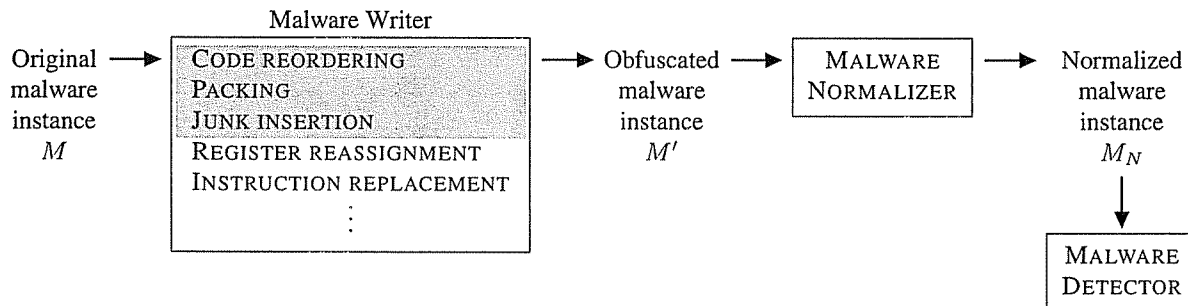 Malware Writer
Original
malware
instance
M
CODE REORDERING
PACKING
JUNK INSERTION
REGISTER REASSIGNMENT
INSTRUCTION REPLACEMENT
⋮
Obfuscated
malware
instance
M′
MALWARE
NORMALIZER
Normalized
malware
instance
M_N
MALWARE
DETECTOR